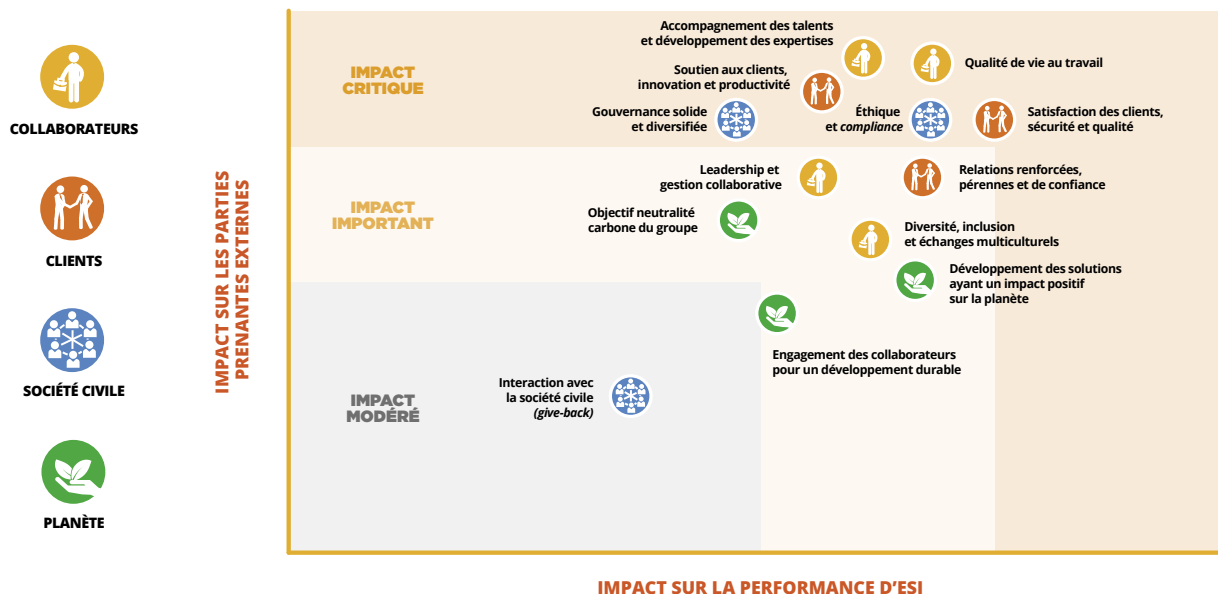 COLLABORATEURS
CLIENTS
SOCIÉTÉ CIVILE
PLANÈTE
IMPACT SUR LES PARTIES
PRENANTES EXTERNES
IMPACT
CRITIQUE
Accompagnement des talents
et développement des expertises
Qualité de vie au travail
Soutien aux clients,
innovation et productivité
Gouvernance solide
et diversifiée
Éthique
et compliance
Satisfaction des clients,
sécurité et qualité
IMPACT
IMPORTANT
Leadership et
gestion collaborative
Relations renforcées,
pérennes et de confiance
Objectif neutralité
carbone du groupe
Diversité, inclusion
et échanges multiculturels
Développement des solutions
ayant un impact positif
sur la planète
Engagement des collaborateurs
pour un développement durable
IMPACT
MODÉRÉ
Interaction avec
la société civile
(give-back)
IMPACT SUR LA PERFORMANCE D'ESI